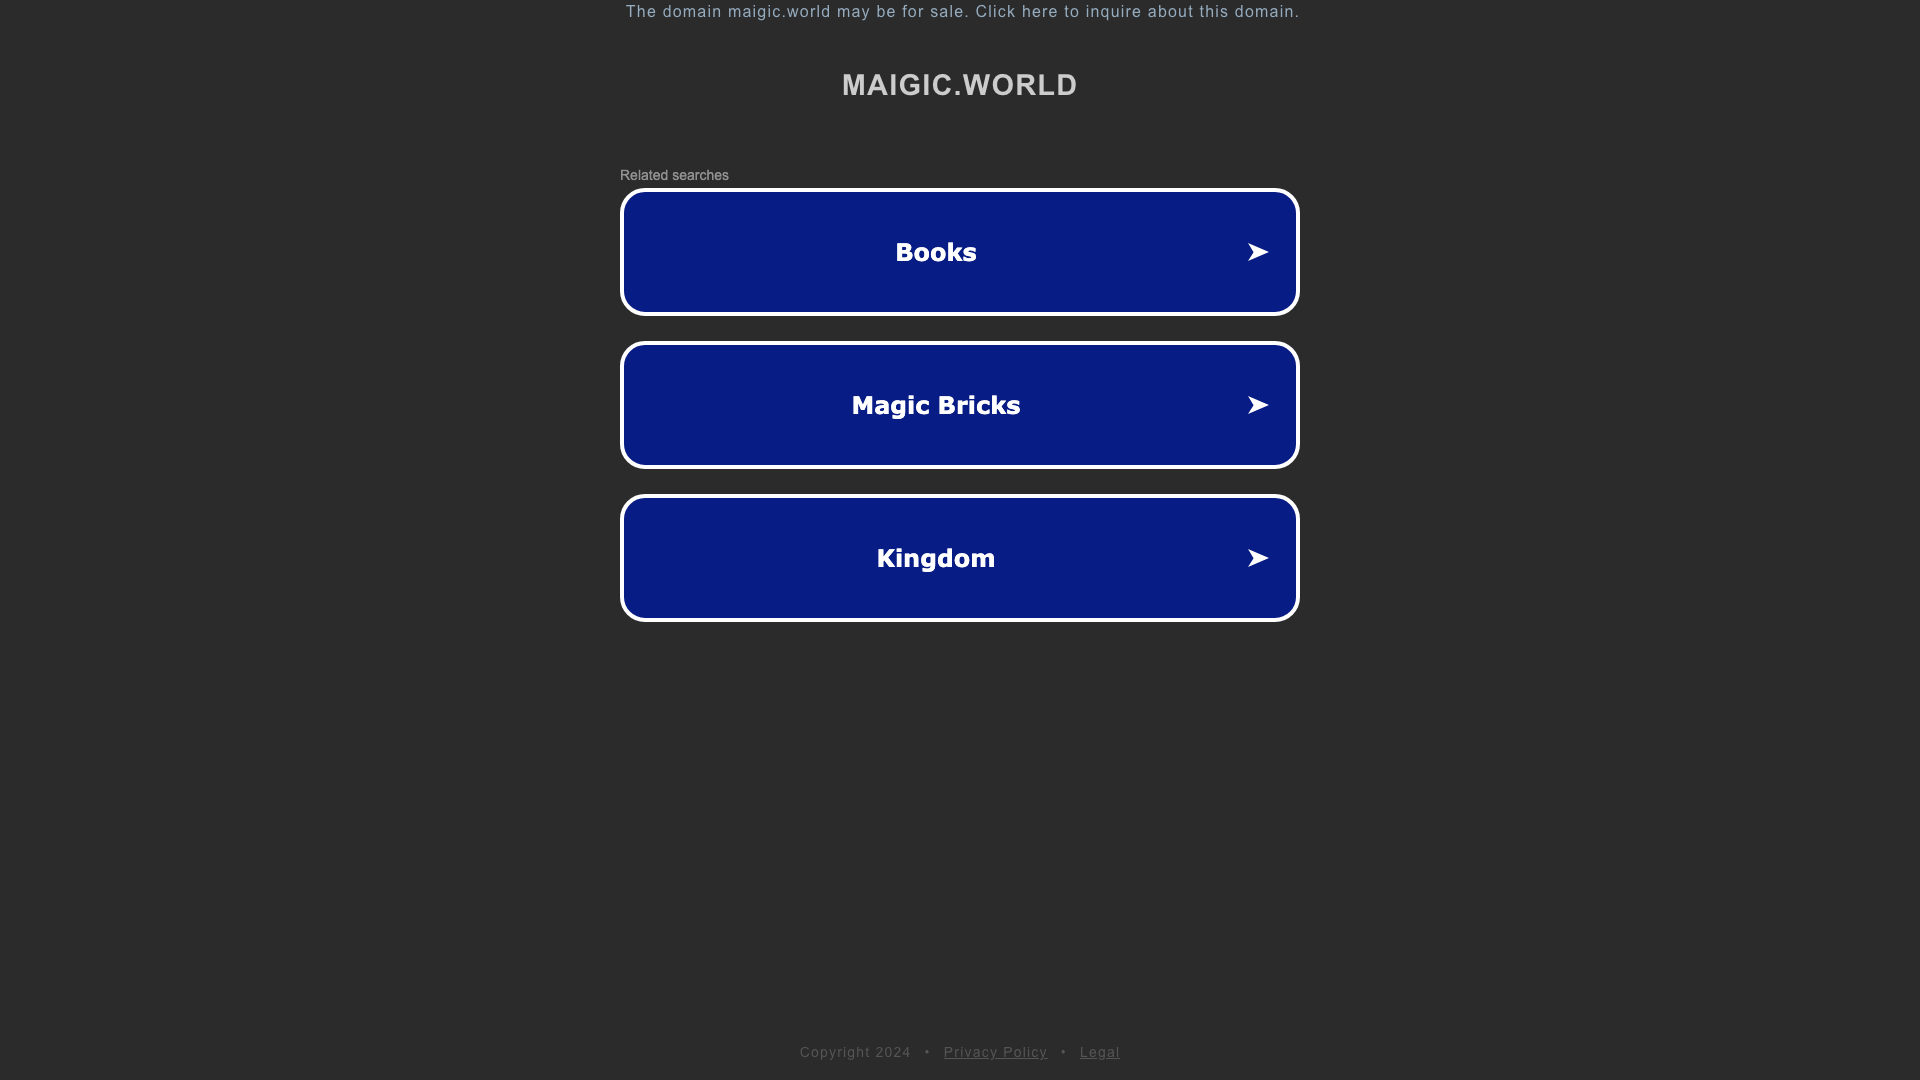 The domain maigic.world may be for sale. Click here to inquire about this domain.
MAIGIC.WORLD
Related searches
Books
Magic Bricks
Kingdom
Copyright 2024 • Privacy Policy • Legal